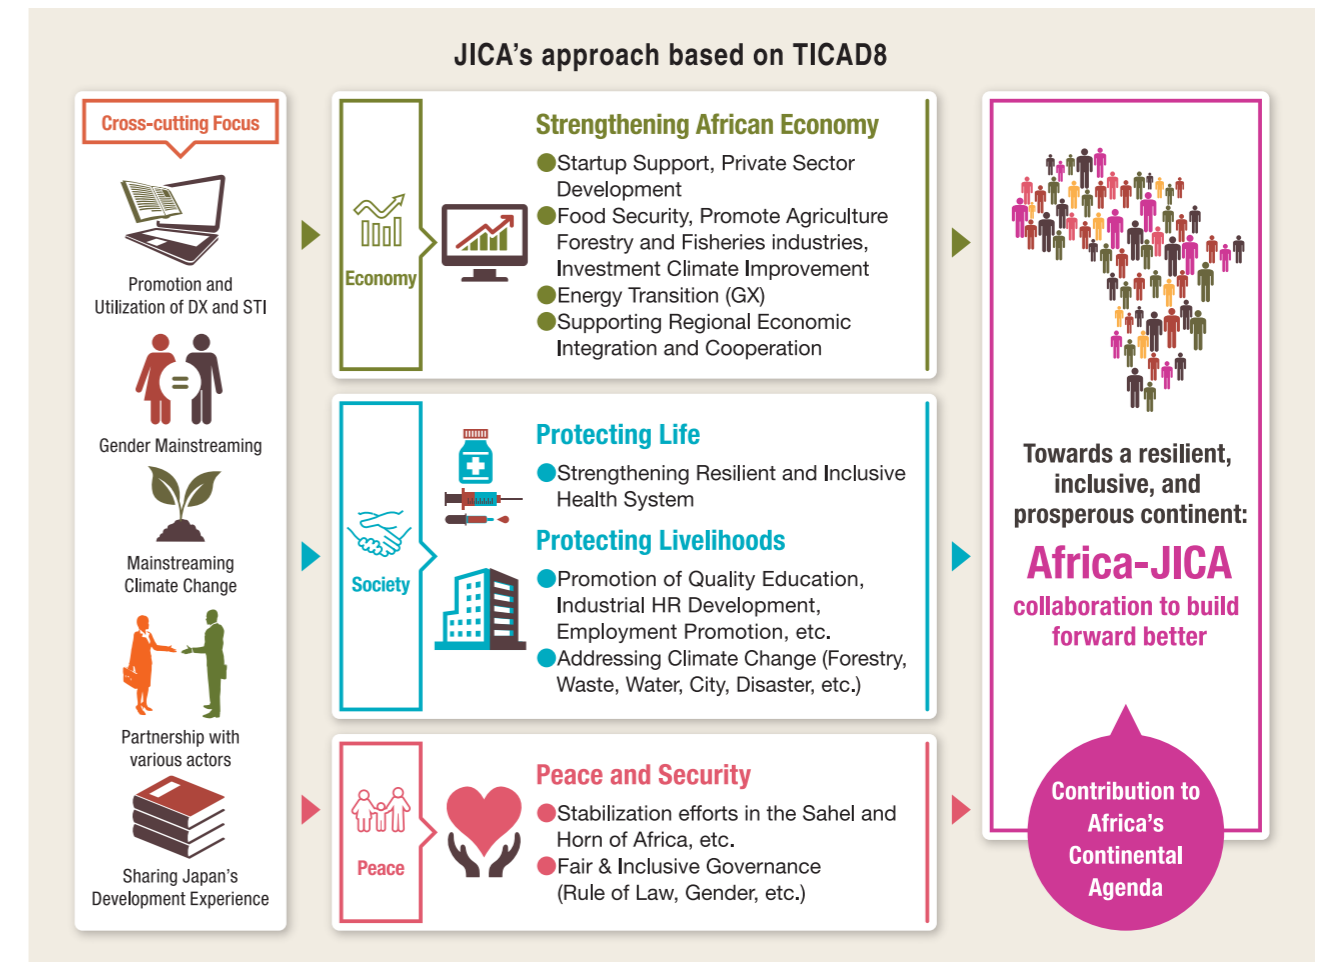 JICA's approach based on TICAD8
Cross-cutting Focus
Promotion and
Utilization of DX and STI
Gender Mainstreaming
Mainstreaming
Climate Change
Partnership with
various actors
Sharing Japan's
Development Experience
Economy
Strengthening African Economy
●Startup Support, Private Sector
Development
●Food Security, Promote Agriculture
Forestry and Fisheries industries,
Investment Climate Improvement
●Energy Transition (GX)
●Supporting Regional Economic
Integration and Cooperation
Society
Protecting Life
●Strengthening Resilient and Inclusive
Health System
Protecting Livelihoods
●Promotion of Quality Education,
Industrial HR Development,
Employment Promotion, etc.
●Addressing Climate Change (Forestry,
Waste, Water, City, Disaster, etc.)
Peace
Peace and Security
●Stabilization efforts in the Sahel and
Horn of Africa, etc.
●Fair & Inclusive Governance
(Rule of Law, Gender, etc.)
Towards a resilient,
inclusive, and
prosperous continent:
Africa-JICA
collaboration to build
forward better
Contribution to
Africa's
Continental
Agenda